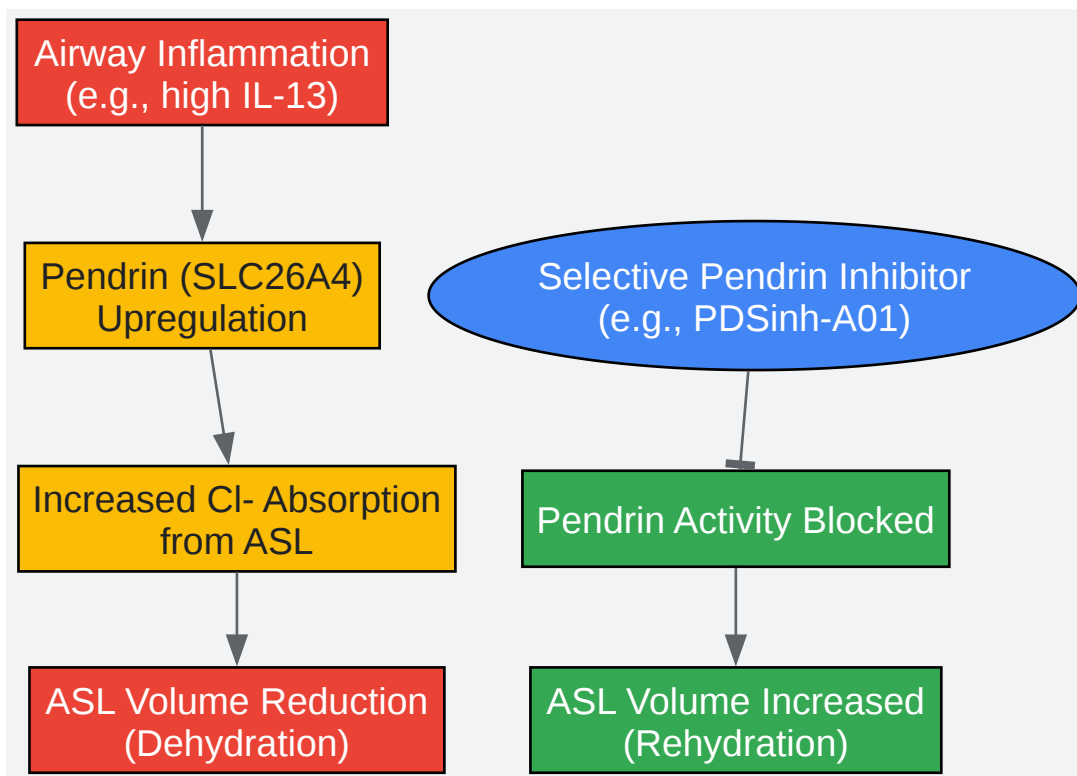 Airway Inflammation
(e.g., high IL-13)
Pendrin (SLC26A4)
Upregulation
Selective Pendrin Inhibitor
(e.g., PDSinh-A01)
Increased Cl- Absorption
from ASL
Pendrin Activity Blocked
ASL Volume Reduction
(Dehydration)
ASL Volume Increased
(Rehydration)